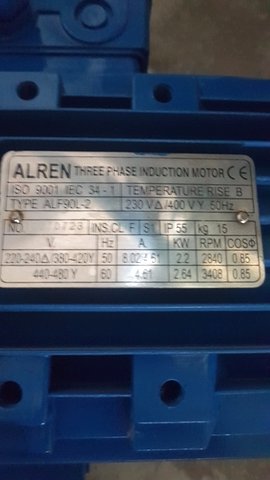 ALREN THREE PHASE INDUCTION MOTOR CE
ISO 9001 IEC 34-1 TEMPERATURE RISE B
TYPE ALF90L-2 230 VΔ/400 V Y 50Hz
NO. 0723 INS.CL F S1 IP 55 kg 15
V. Hz A. KW RPM COSΦ
220-240Δ/380-420Y 50 8.02/4.61 2.2 2840 0.85
440-480 Y 60 4.61 2.64 3408 0.85